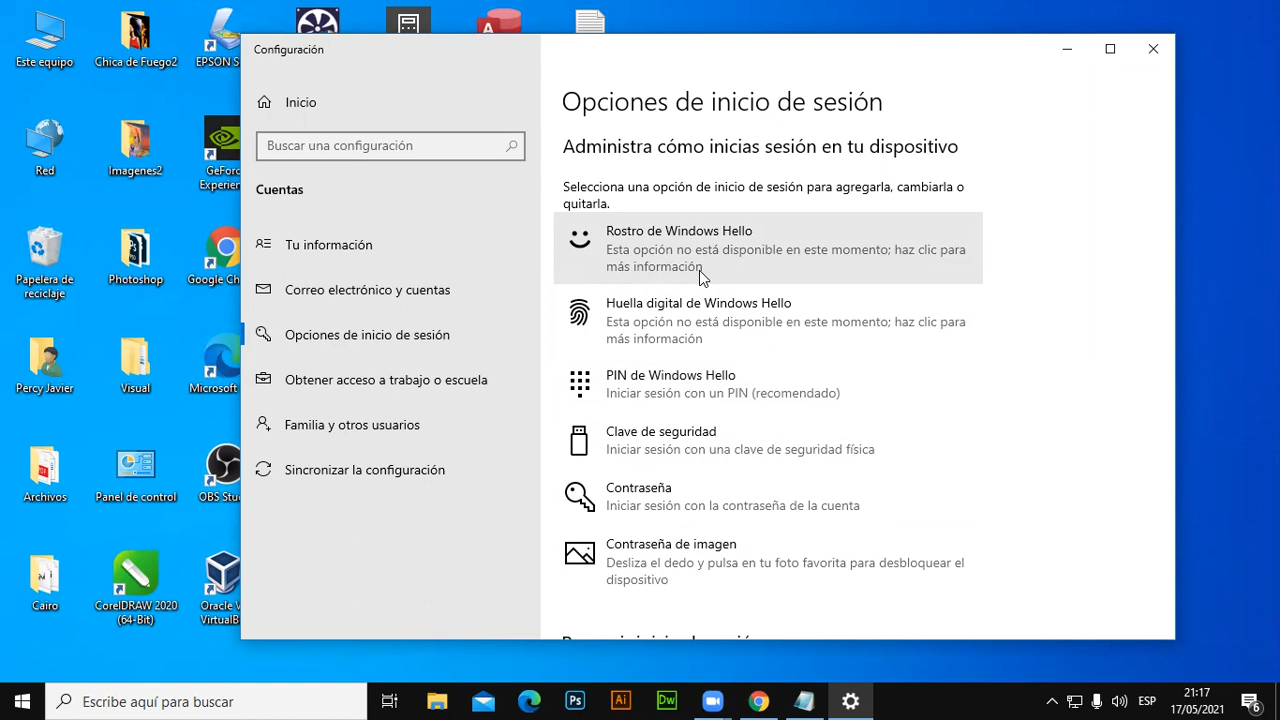 Este equipo
Chica de Fuego2
EPSON S
Red
Imagenes2
GeForce
Experien
Papelera de
reciclaje
Photoshop
Google Ch
Percy Javier
Visual
Microsoft
Archivos
Panel de control
OBS Stu
Cairo
CorelDRAW 2020
(64-Bit)
Oracle V
VirtualB
Configuración
Inicio
Buscar una configuración
Cuentas
Tu información
Correo electrónico y cuentas
Opciones de inicio de sesión
Obtener acceso a trabajo o escuela
Familia y otros usuarios
Sincronizar la configuración
Opciones de inicio de sesión
Administra cómo inicias sesión en tu dispositivo
Selecciona una opción de inicio de sesión para agregarla, cambiarla o
quitarla.
Rostro de Windows Hello
Esta opción no está disponible en este momento; haz clic para
más información
Huella digital de Windows Hello
Esta opción no está disponible en este momento; haz clic para
más información
PIN de Windows Hello
Iniciar sesión con un PIN (recomendado)
Clave de seguridad
Iniciar sesión con una clave de seguridad física
Contraseña
Iniciar sesión con la contraseña de la cuenta
Contraseña de imagen
Desliza el dedo y pulsa en tu foto favorita para desbloquear el
dispositivo
Escribe aquí para buscar
Ps
Ai
Dw
ESP
21:17
17/05/2021
6